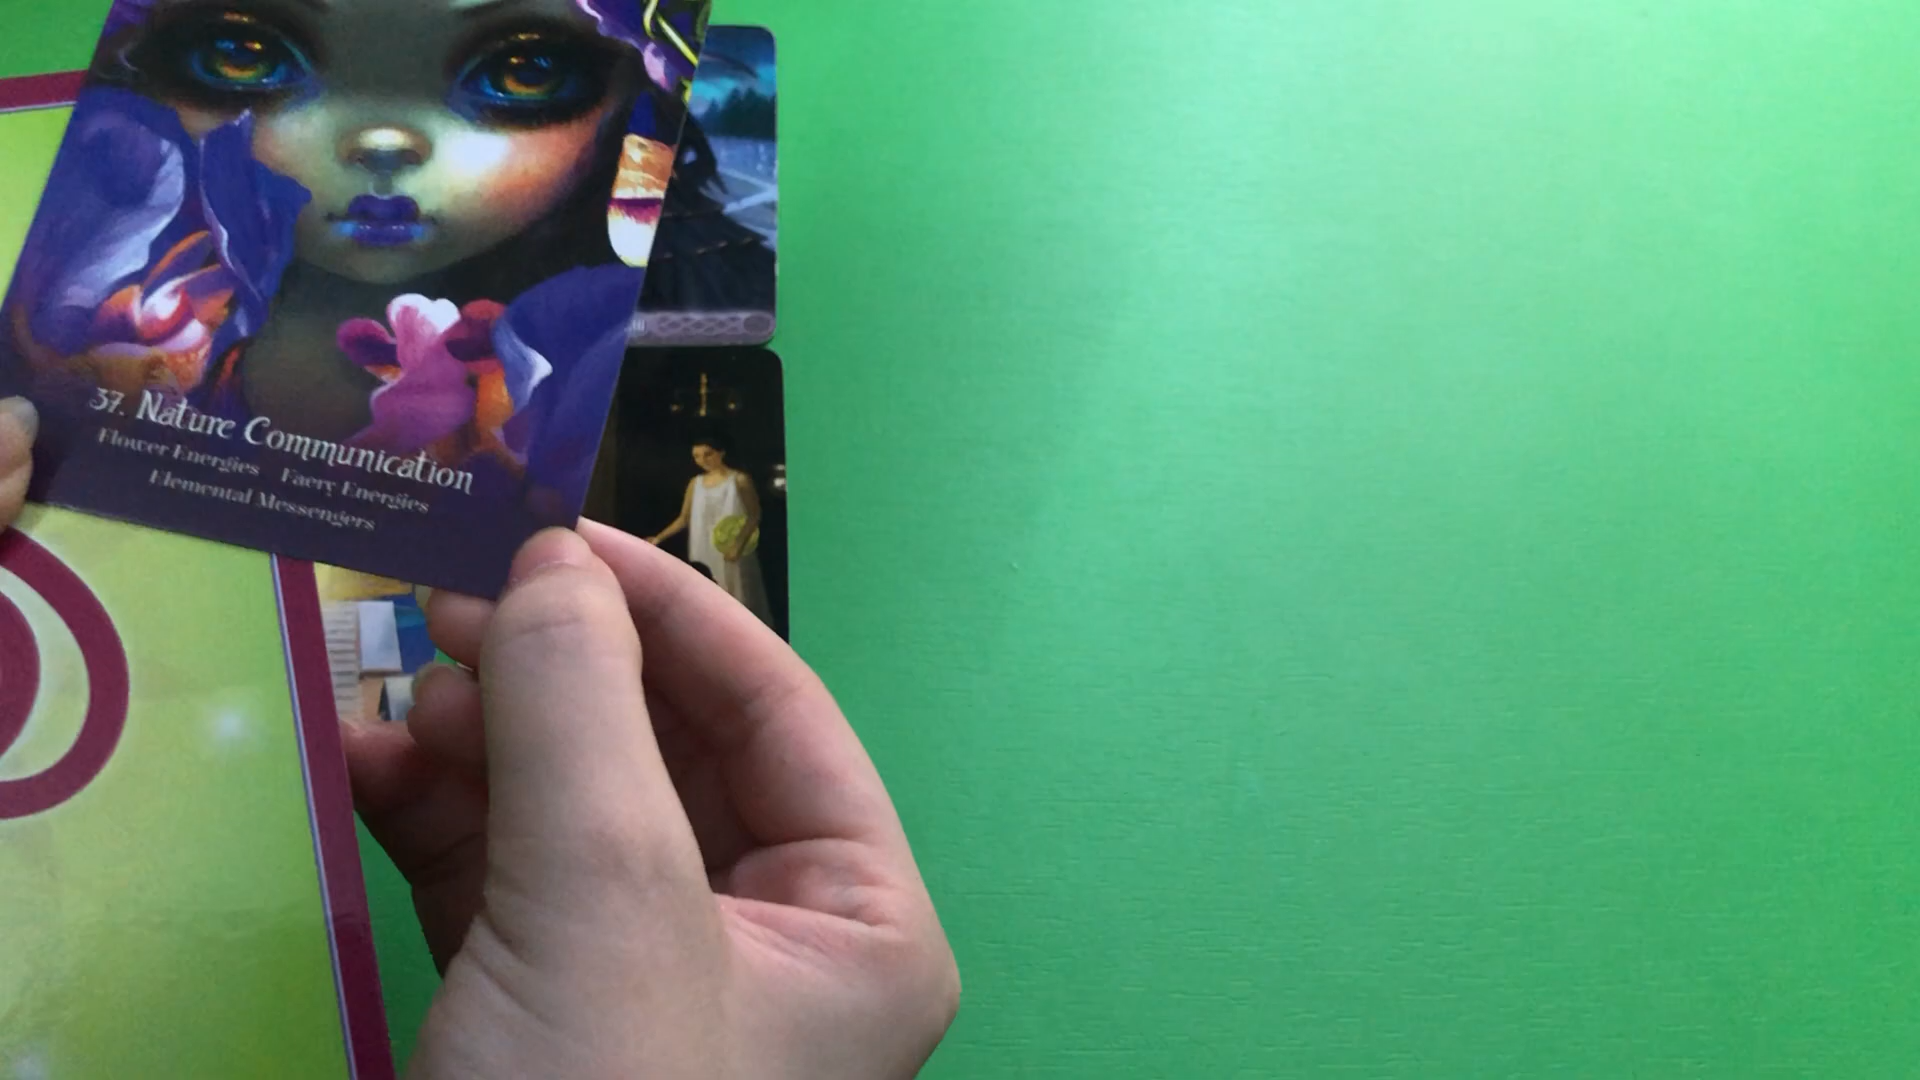 37. Nature Communication
Flower Energies Faery Energies
Elemental Messengers